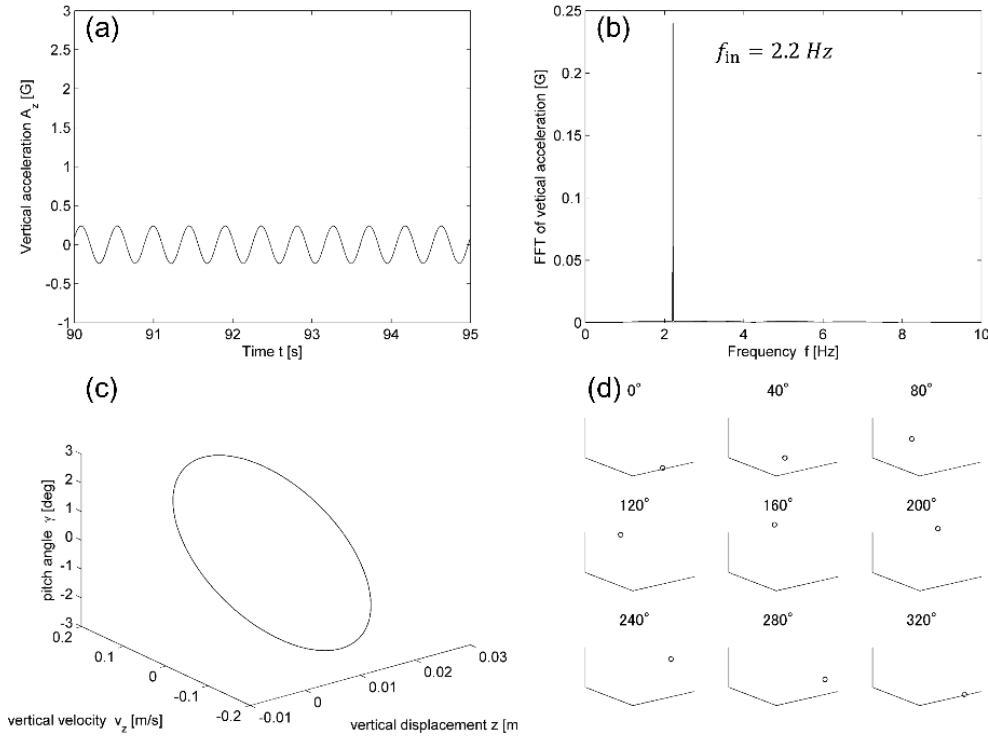 (a)
3
2.5
2
1.5
1
0.5
0
-0.5
-1
Vertical acceleration A_z [G]
90 91 92 93 94 95
Time t [s]
(b)
f_in = 2.2 Hz
0.25
0.2
0.15
0.1
0.05
0
FFT of vetical acceleration [G]
0 2 4 6 8 10
Frequency f [Hz]
(c)
3
2
1
0
-1
-2
-3
pitch angle γ [deg]
0.2
0.1
0
-0.1
-0.2
vertical velocity v_z [m/s]
-0.01
0
0.01
0.02
0.03
vertical displacement z [m
(d)
0° 40° 80°
120° 160° 200°
240° 280° 320°